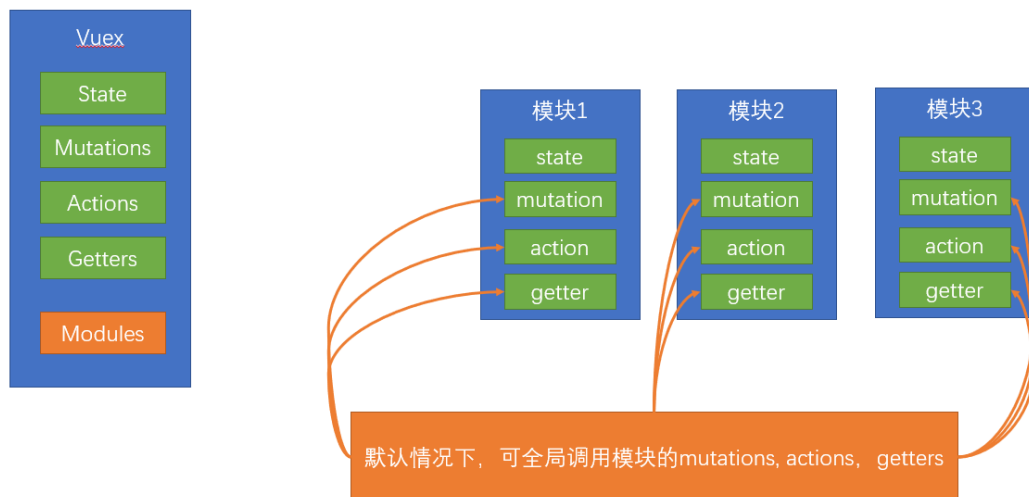 Vuex
State
Mutations
Actions
Getters
Modules
模块1
state
mutation
action
getter
模块2
state
mutation
action
getter
模块3
state
mutation
action
getter
默认情况下，可全局调用模块的mutations, actions，getters